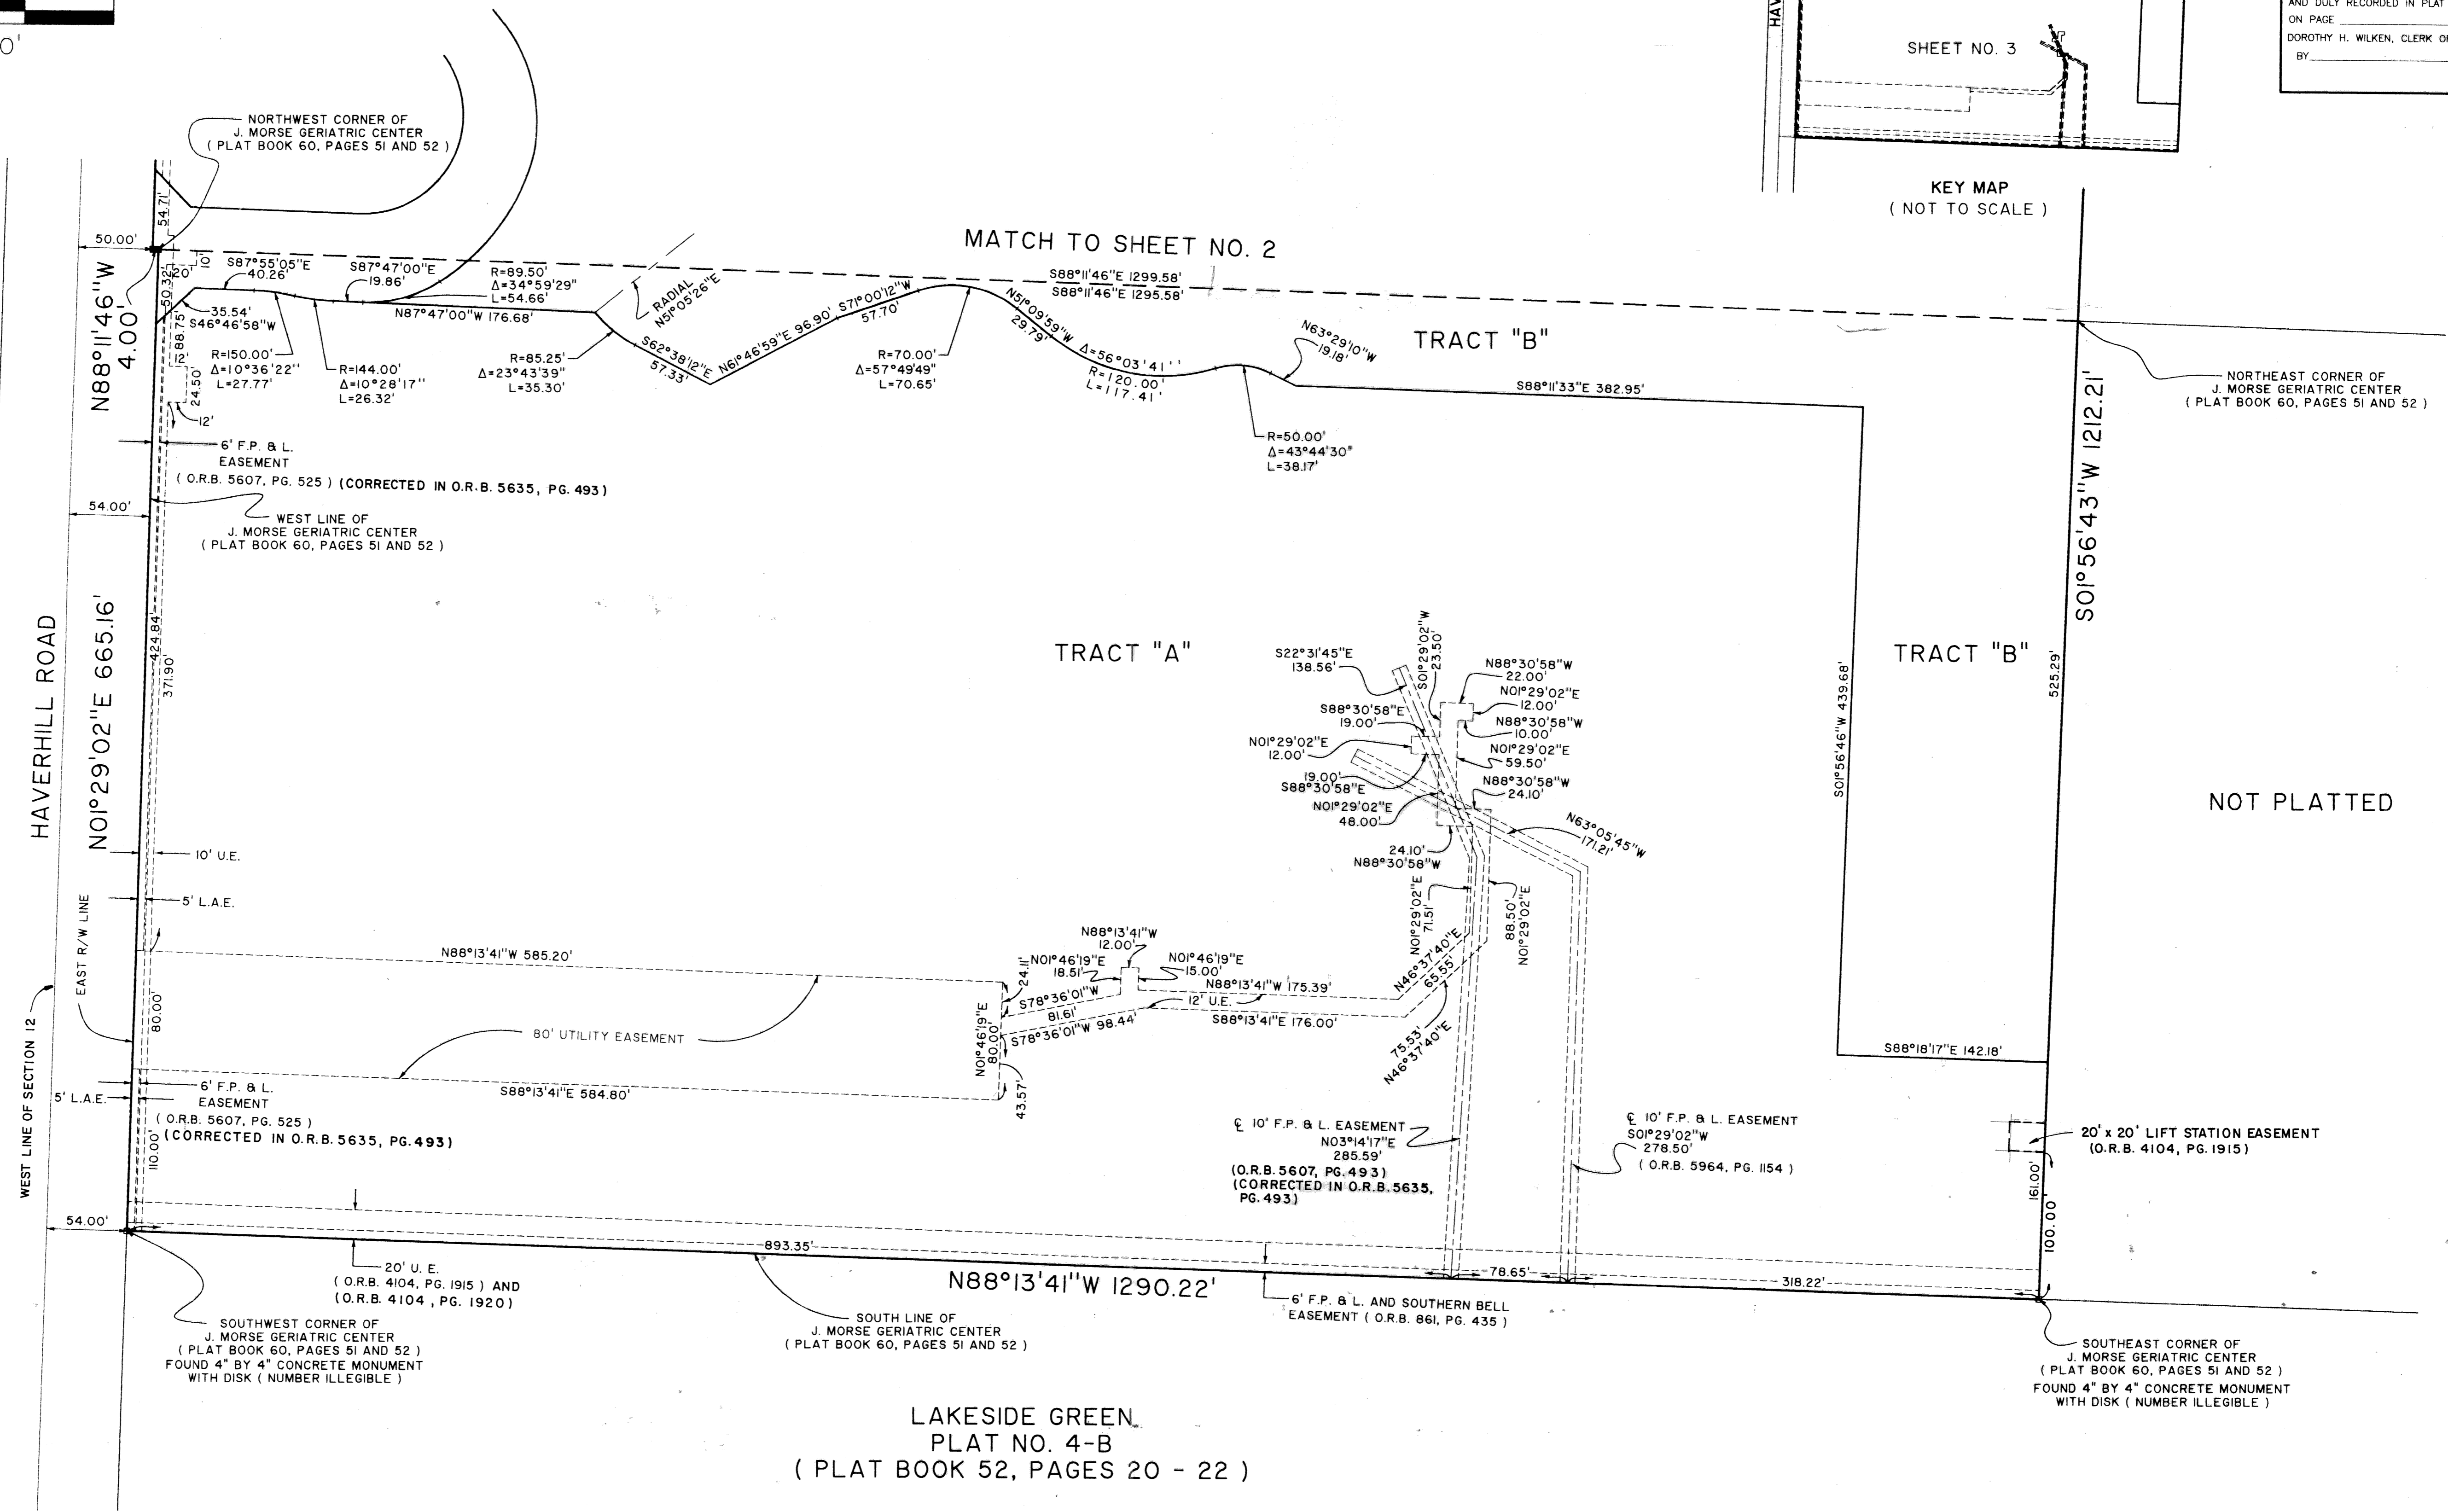 0'
NORTHWEST CORNER OF
J. MORSE GERIATRIC CENTER
( PLAT BOOK 60, PAGES 51 AND 52 )
HAV
SHEET NO. 3
KEY MAP
( NOT TO SCALE )
AND DULY RECORDED IN PLAT
ON PAGE
DOROTHY H. WILKEN, CLERK O
BY
MATCH TO SHEET NO. 2
S88°11'46"E 1299.58'
S88°11'46"E 1295.58'
54.71'
50.00'
N88°11'46"W
4.00'
50.32'
20'
10'
S87°55'05"E
40.26'
S87°47'00"E
19.86'
R=89.50'
Δ=34°59'29"
L=54.66'
N87°47'00"W 176.68'
RADIAL
N51°05'26"E
35.54'
S46°46'58"W
88.75'
12'
24.50'
12'
R=150.00'
Δ=10°36'22"
L=27.77'
R=144.00'
Δ=10°28'17"
L=26.32'
R=85.25'
Δ=23°43'39"
L=35.30'
S62°38'12"E
57.33'
N61°46'59"E 96.90'
S71°00'12"W
57.70'
R=70.00'
Δ=57°49'49"
L=70.65'
N51°09'59"W
29.79'
Δ=56°03'41"
R=120.00'
L=117.41'
N63°29'10"W
19.18'
R=50.00'
Δ=43°44'30"
L=38.17'
TRACT "B"
S88°11'33"E 382.95'
NORTHEAST CORNER OF
J. MORSE GERIATRIC CENTER
( PLAT BOOK 60, PAGES 51 AND 52 )
S01°56'43"W 1212.21'
6' F.P. & L.
EASEMENT
( O.R.B. 5607, PG. 525 ) (CORRECTED IN O.R.B. 5635, PG. 493)
54.00'
WEST LINE OF
J. MORSE GERIATRIC CENTER
( PLAT BOOK 60, PAGES 51 AND 52 )
HAVERHILL ROAD
N01°29'02"E 665.16'
424.84'
371.90'
TRACT "A"
TRACT "B"
525.29'
S01°56'46"W 439.68'
NOT PLATTED
S22°31'45"E
138.56'
S01°29'02"W
23.50'
N88°30'58"W
22.00'
N01°29'02"E
12.00'
S88°30'58"E
19.00'
N88°30'58"W
10.00'
N01°29'02"E
12.00'
N01°29'02"E
59.50'
19.00'
S88°30'58"E
N88°30'58"W
24.10'
N01°29'02"E
48.00'
N63°05'45"W
171.21'
24.10'
N88°30'58"W
10' U.E.
5' L.A.E.
EAST R/W LINE
WEST LINE OF SECTION 12
N01°29'02"E
71.51'
88.50'
N01°29'02"E
N88°13'41"W 585.20'
N88°13'41"W
12.00'
N01°46'19"E
18.51'
N01°46'19"E
15.00'
24.11'
S78°36'01"W
81.61'
S78°36'01"W 98.44'
N88°13'41"W 175.39'
12' U.E.
S88°13'41"E 176.00'
N46°37'40"E
65.55'
75.53'
N46°37'40"E
80.00'
80' UTILITY EASEMENT
N01°46'19"E
80.00'
43.57'
S88°13'41"E 584.80'
S88°18'17"E 142.18'
6' F.P. & L.
EASEMENT
5' L.A.E.
( O.R.B. 5607, PG. 525 )
(CORRECTED IN O.R.B. 5635, PG. 493)
110.00'
℄ 10' F.P. & L. EASEMENT
N03°14'17"E
285.59'
(O.R.B. 5607, PG. 493)
(CORRECTED IN O.R.B. 5635,
PG. 493)
℄ 10' F.P. & L. EASEMENT
S01°29'02"W
278.50'
( O.R.B. 5964, PG. 1154 )
20' x 20' LIFT STATION EASEMENT
(O.R.B. 4104, PG. 1915)
161.00'
100.00'
54.00'
893.35'
N88°13'41"W 1290.22'
78.65'
318.22'
20' U.E.
( O.R.B. 4104, PG. 1915 ) AND
( O.R.B. 4104 , PG. 1920)
SOUTHWEST CORNER OF
J. MORSE GERIATRIC CENTER
( PLAT BOOK 60, PAGES 51 AND 52 )
FOUND 4" BY 4" CONCRETE MONUMENT
WITH DISK ( NUMBER ILLEGIBLE )
SOUTH LINE OF
J. MORSE GERIATRIC CENTER
( PLAT BOOK 60, PAGES 51 AND 52 )
6' F.P. & L. AND SOUTHERN BELL
EASEMENT ( O.R.B. 861, PG. 435 )
SOUTHEAST CORNER OF
J. MORSE GERIATRIC CENTER
( PLAT BOOK 60, PAGES 51 AND 52 )
FOUND 4" BY 4" CONCRETE MONUMENT
WITH DISK ( NUMBER ILLEGIBLE )
LAKESIDE GREEN
PLAT NO. 4-B
( PLAT BOOK 52, PAGES 20 - 22 )